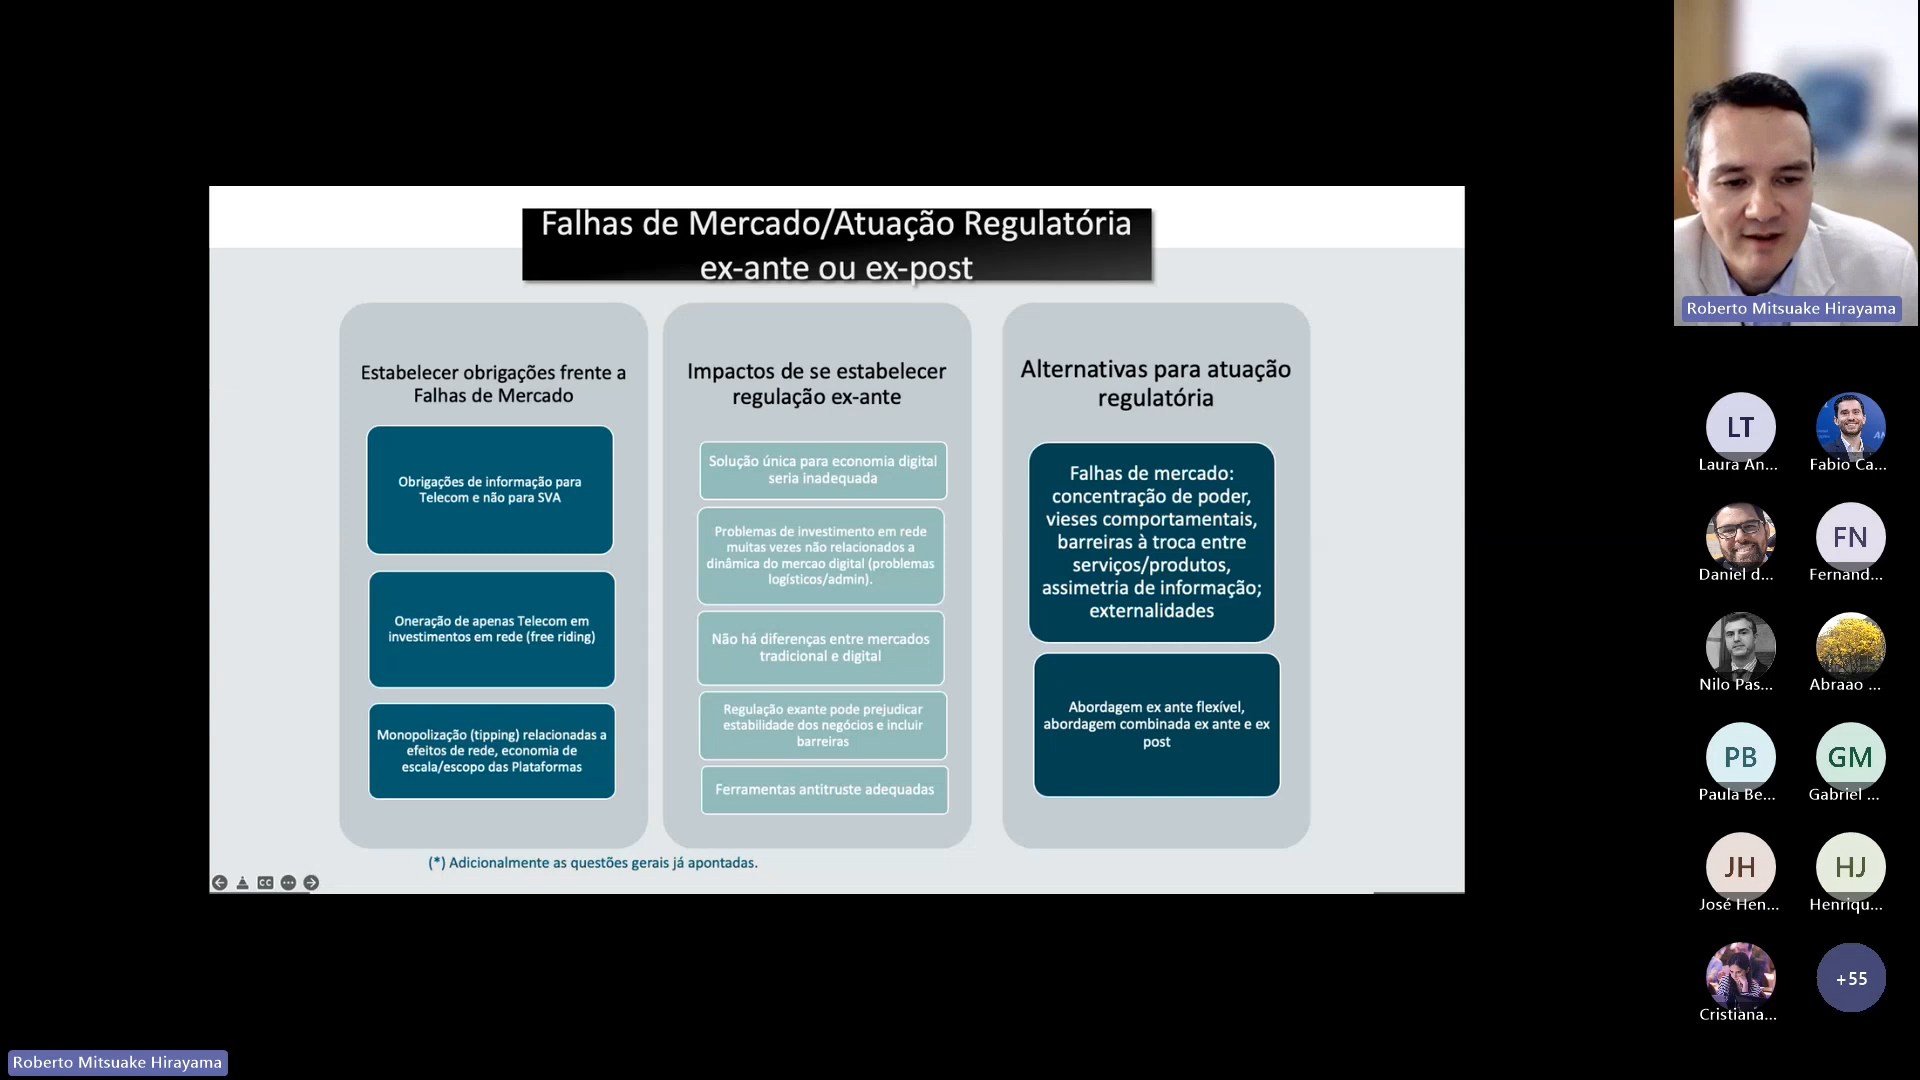 Falhas de Mercado/Atuação Regulatória
ex-ante ou ex-post
Estabelecer obrigações frente a
Falhas de Mercado
Obrigações de informação para
Telecom e não para SVA
Oneração de apenas Telecom em
investimentos em rede (free riding)
Monopolização (tipping) relacionadas a
efeitos de rede, economia de
escala/escopo das Plataformas
Impactos de se estabelecer
regulação ex-ante
Solução única para economia digital
seria inadequada
Problemas de investimento em rede
muitas vezes não relacionados a
dinâmica do mercao digital (problemas
logísticos/admin).
Não há diferenças entre mercados
tradicional e digital
Regulação exante pode prejudicar
estabilidade dos negócios e incluir
barreiras
Ferramentas antitruste adequadas
Alternativas para atuação
regulatória
Falhas de mercado:
concentração de poder,
vieses comportamentais,
barreiras à troca entre
serviços/produtos,
assimetria de informação;
externalidades
Abordagem ex ante flexível,
abordagem combinada ex ante e ex
post
(*) Adicionalmente as questões gerais já apontadas.
CC
Roberto Mitsuake Hirayama
LT
Laura An...
Fabio Ca...
Daniel d...
FN
Fernand...
Nilo Pas...
Abraao ...
PB
Paula Be...
GM
Gabriel ...
JH
José Hen...
HJ
Henriqu...
Cristiana...
+55
Roberto Mitsuake Hirayama